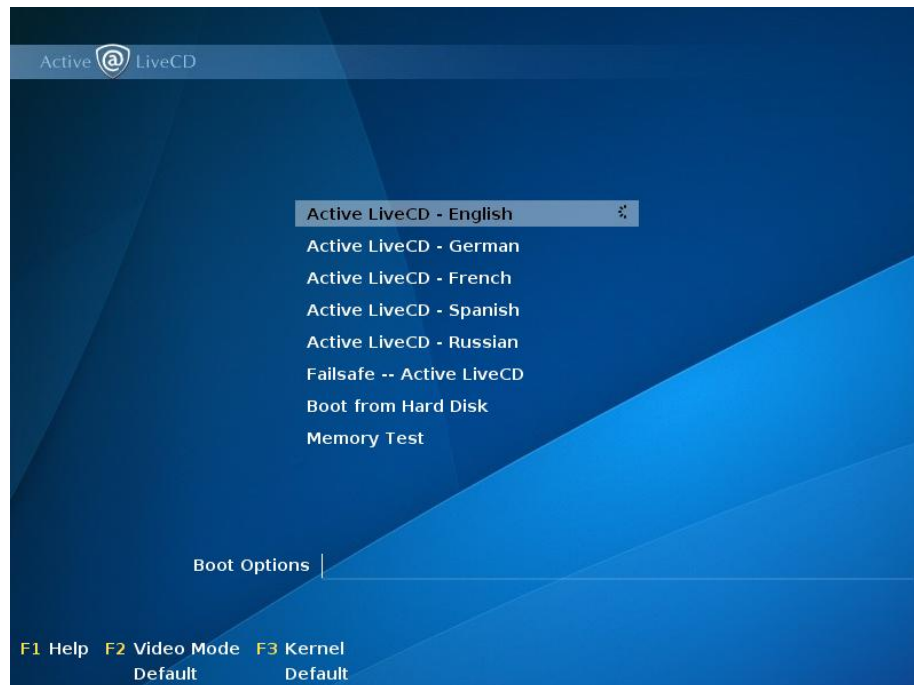 Active @ LiveCD
Active LiveCD - English
Active LiveCD - German
Active LiveCD - French
Active LiveCD - Spanish
Active LiveCD - Russian
Failsafe -- Active LiveCD
Boot from Hard Disk
Memory Test
Boot Options
F1 Help F2 Video Mode F3 Kernel
Default Default